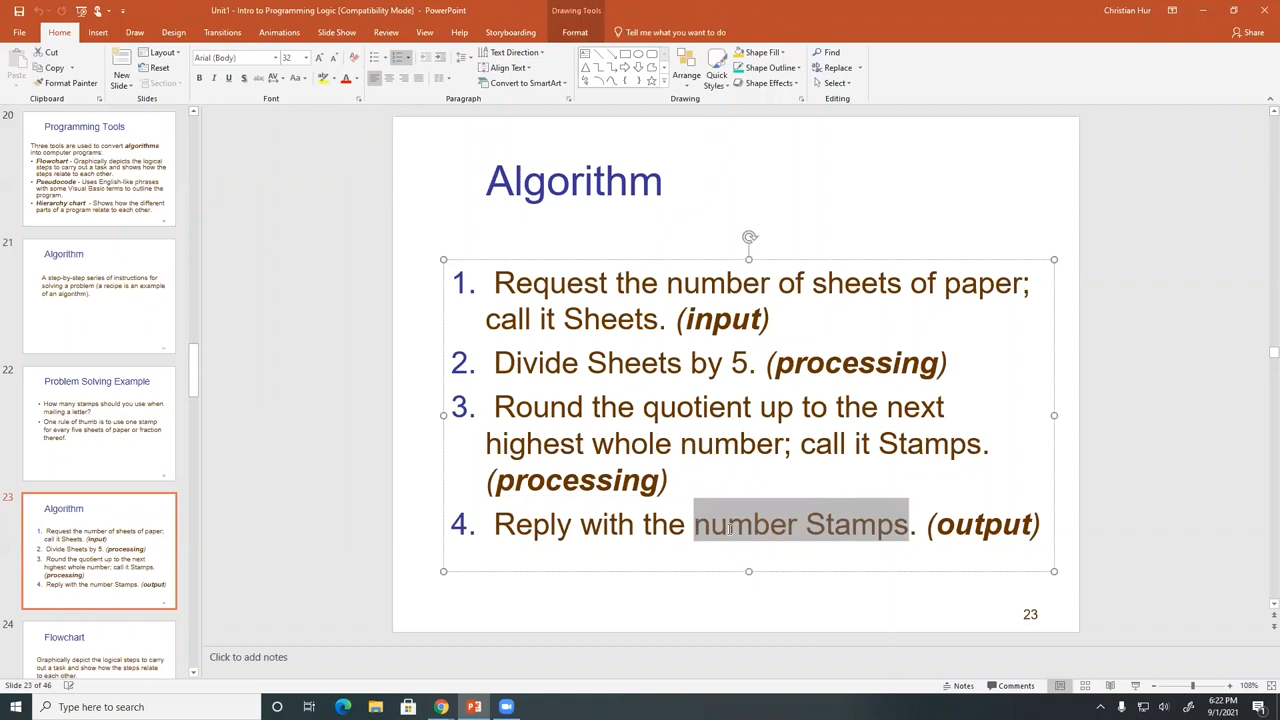 Unit1 - Intro to Programming Logic [Compatibility Mode] - PowerPoint
Drawing Tools
Christian Hur
File Home Insert Draw Design Transitions Animations Slide Show Review View Help Storyboarding Format Tell me what you want to do Share
Paste
Cut
Copy
Format Painter
Clipboard
New
Slide
Layout
Reset
Section
Slides
Arial (Body) 32
Font
Text Direction
Align Text
Convert to SmartArt
Paragraph
Arrange
Quick
Styles
Shape Fill
Shape Outline
Shape Effects
Drawing
Find
Replace
Select
Editing
20
Programming Tools
Three tools are used to convert algorithms
into computer programs:
• Flowchart - Graphically depicts the logical
steps to carry out a task and shows how the
steps relate to each other.
• Pseudocode - Uses English-like phrases
with some Visual Basic terms to outline the
program.
• Hierarchy chart - Shows how the different
parts of a program relate to each other.
21
Algorithm
A step-by-step series of instructions for
solving a problem (a recipe is an example
of an algorithm).
22
Problem Solving Example
• How many stamps should you use when
mailing a letter?
• One rule of thumb is to use one stamp
for every five sheets of paper or fraction
thereof.
23
Algorithm
1. Request the number of sheets of paper;
call it Sheets. (input)
2. Divide Sheets by 5. (processing)
3. Round the quotient up to the next
highest whole number; call it Stamps.
(processing)
4. Reply with the number Stamps. (output)
24
Flowchart
Graphically depict the logical steps to carry
out a task and show how the steps relate
to each other.
Algorithm
1. Request the number of sheets of paper;
call it Sheets. (input)
2. Divide Sheets by 5. (processing)
3. Round the quotient up to the next
highest whole number; call it Stamps.
(processing)
4. Reply with the number Stamps. (output)
23
Click to add notes
Slide 23 of 46
Notes
Comments
108%
Type here to search
6:22 PM
9/1/2021